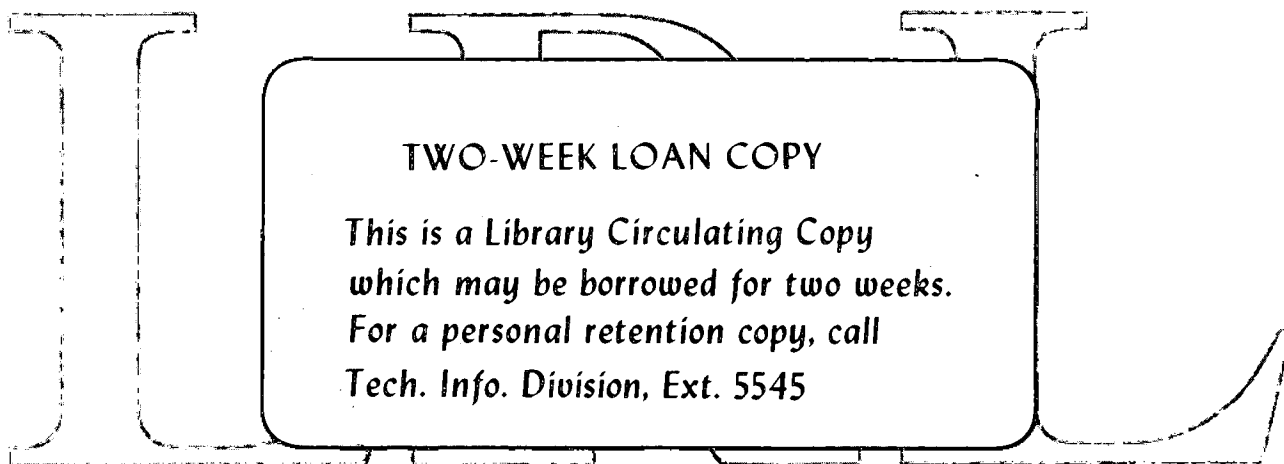 TWO-WEEK LOAN COPY
This is a Library Circulating Copy
which may be borrowed for two weeks.
For a personal retention copy, call
Tech. Info. Division, Ext. 5545